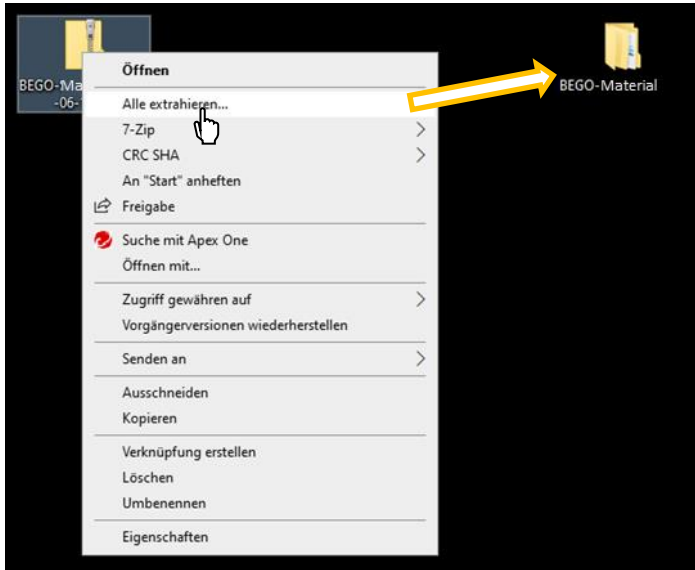 BEGO-Ma
-06-
Öffnen
Alle extrahieren...
7-Zip
CRC SHA
An "Start" anheften
Freigabe
Suche mit Apex One
Öffnen mit...
Zugriff gewähren auf
Vorgängerversionen wiederherstellen
Senden an
Ausschneiden
Kopieren
Verknüpfung erstellen
Löschen
Umbenennen
Eigenschaften
BEGO-Material